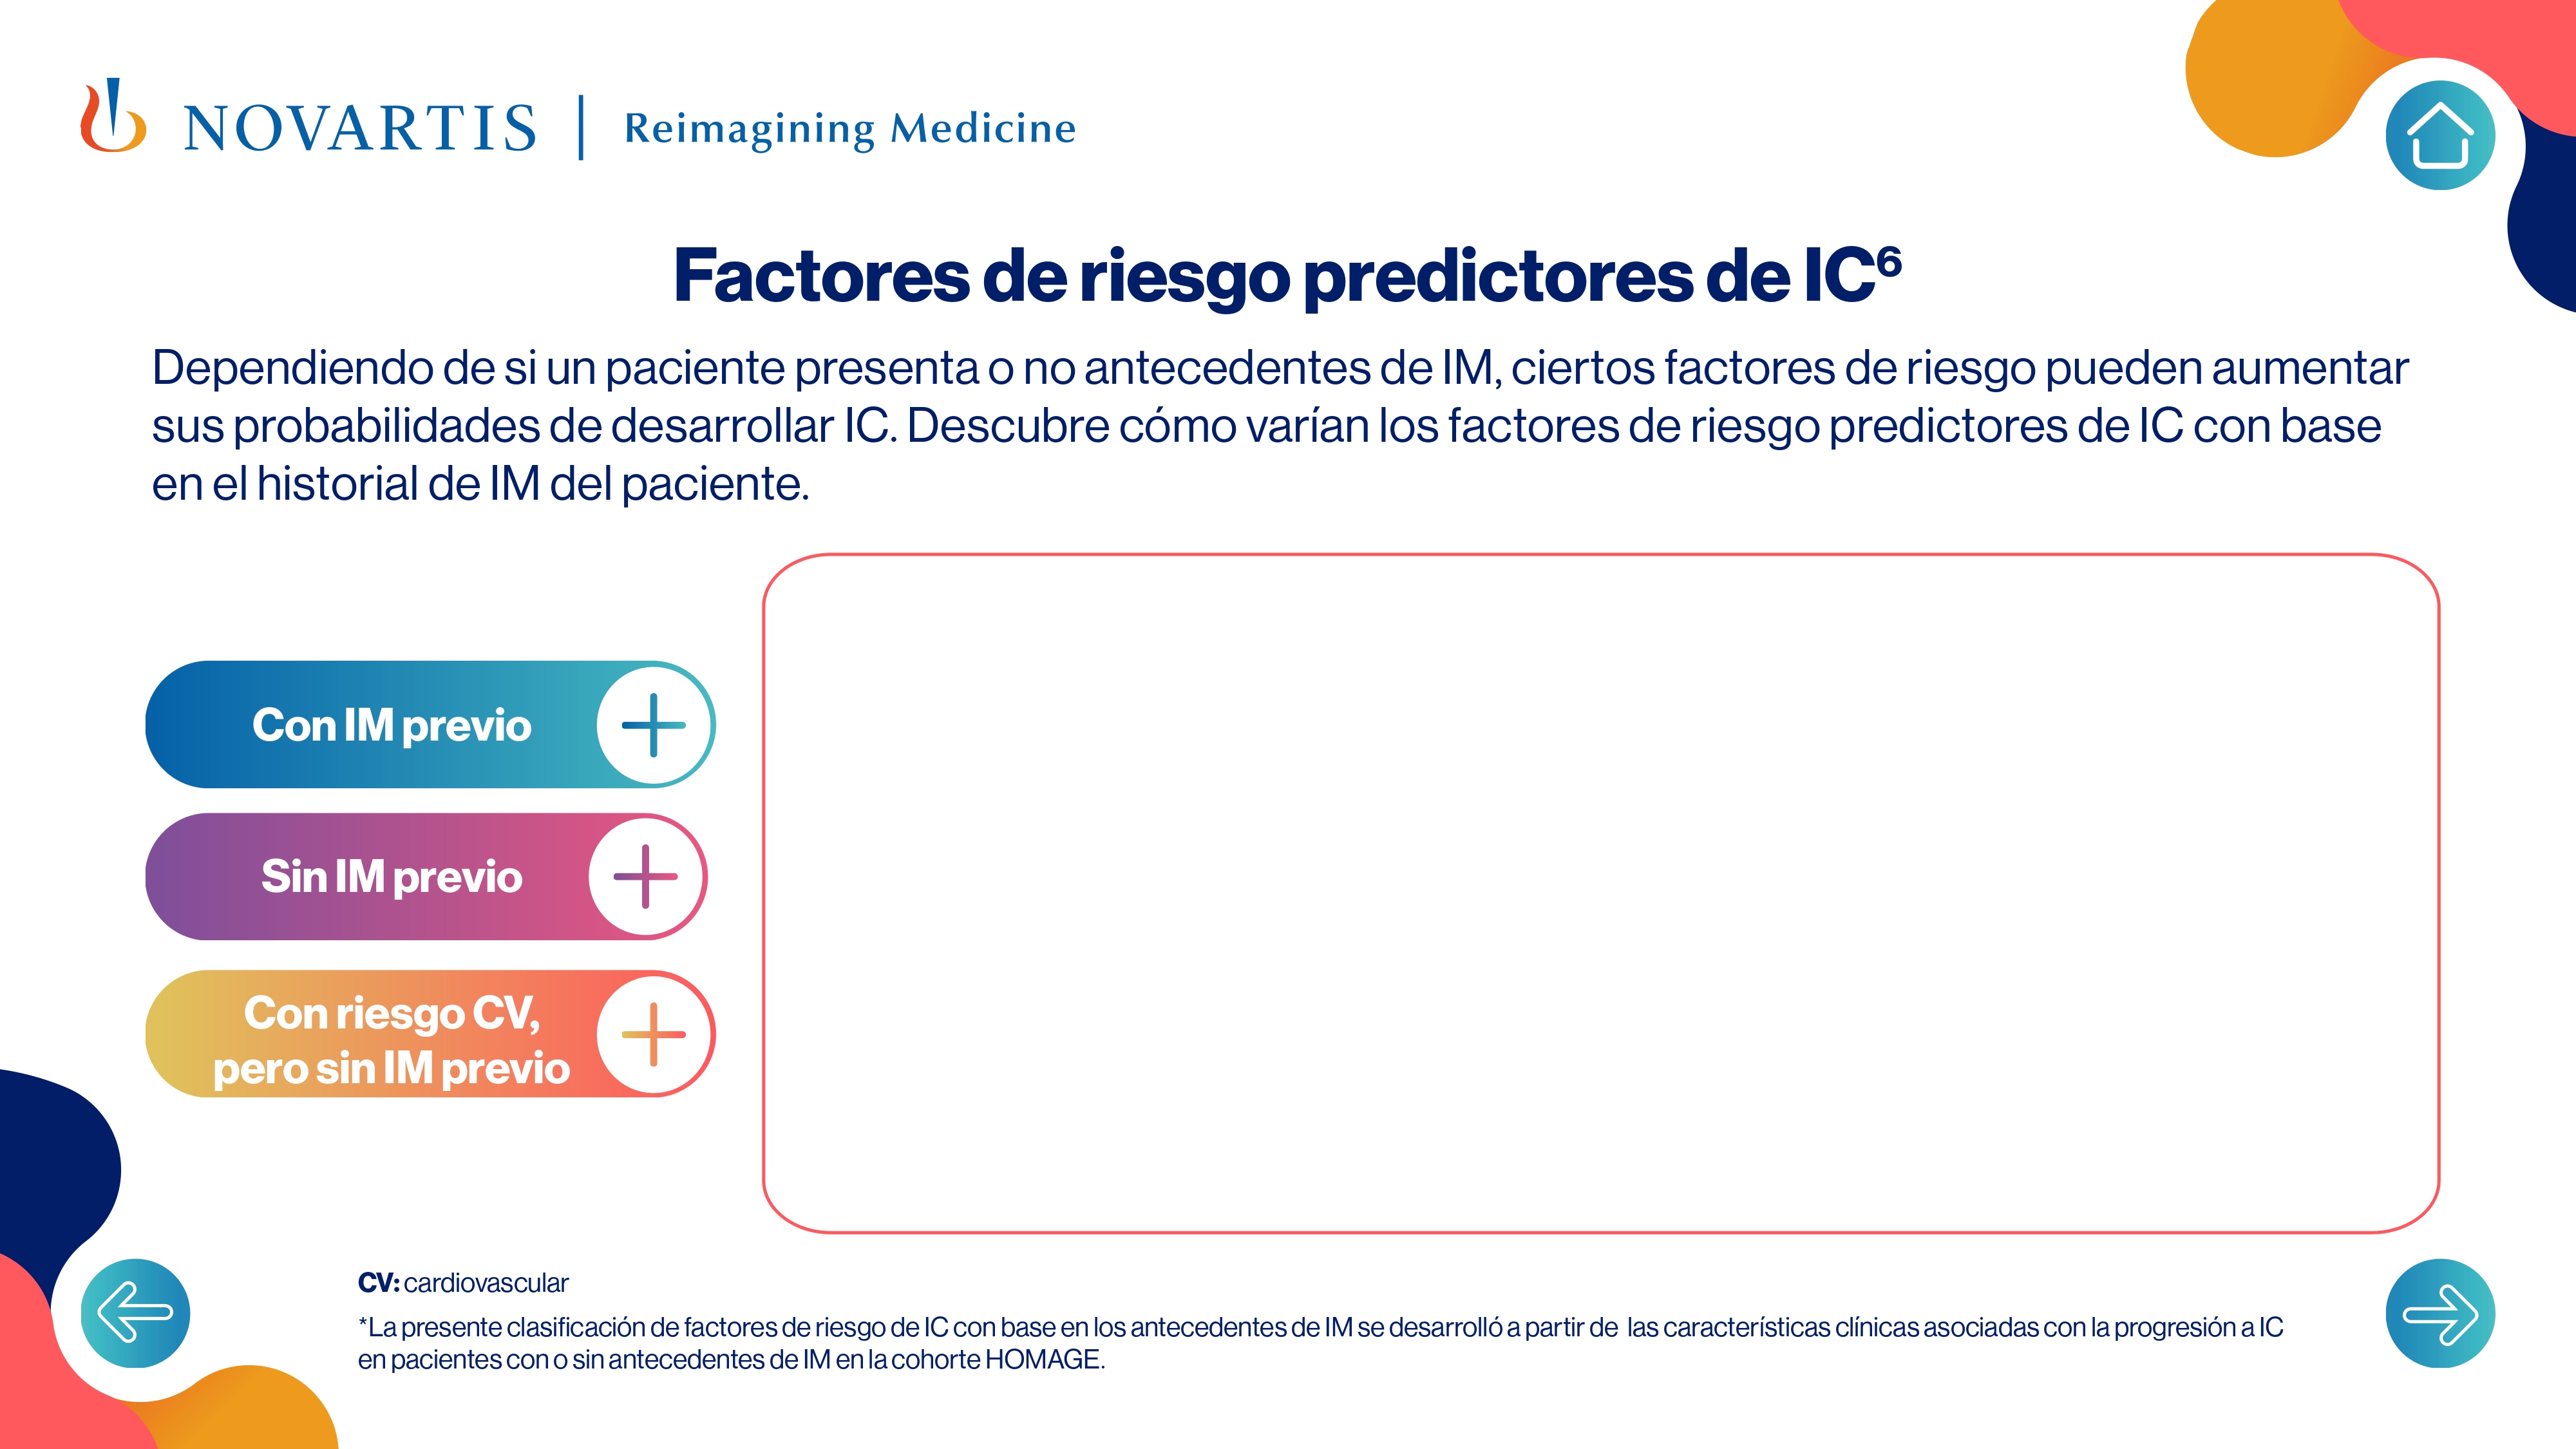 NOVARTIS | Reimagining Medicine
Factores de riesgo predictores de IC⁶
Dependiendo de si un paciente presenta o no antecedentes de IM, ciertos factores de riesgo pueden aumentar
sus probabilidades de desarrollar IC. Descubre cómo varían los factores de riesgo predictores de IC con base
en el historial de IM del paciente.
Con IM previo
Sin IM previo
Con riesgo CV,
pero sin IM previo
CV: cardiovascular
*La presente clasificación de factores de riesgo de IC con base en los antecedentes de IM se desarrolló a partir de las características clínicas asociadas con la progresión a IC
en pacientes con o sin antecedentes de IM en la cohorte HOMAGE.